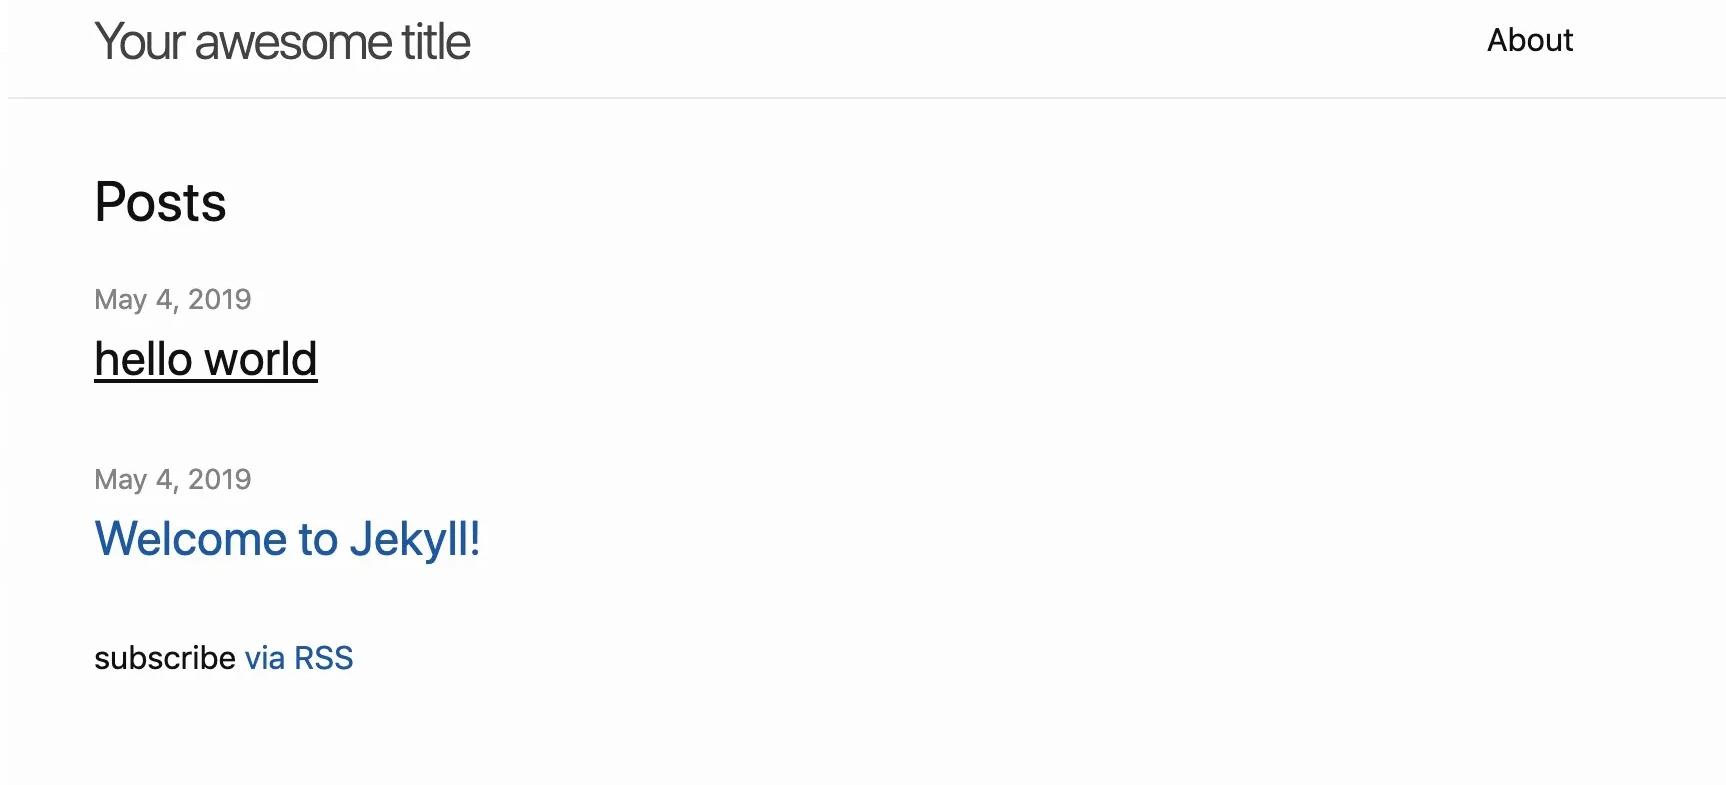 Your awesome title
About
Posts
May 4, 2019
hello world
May 4, 2019
Welcome to Jekyll!
subscribe via RSS